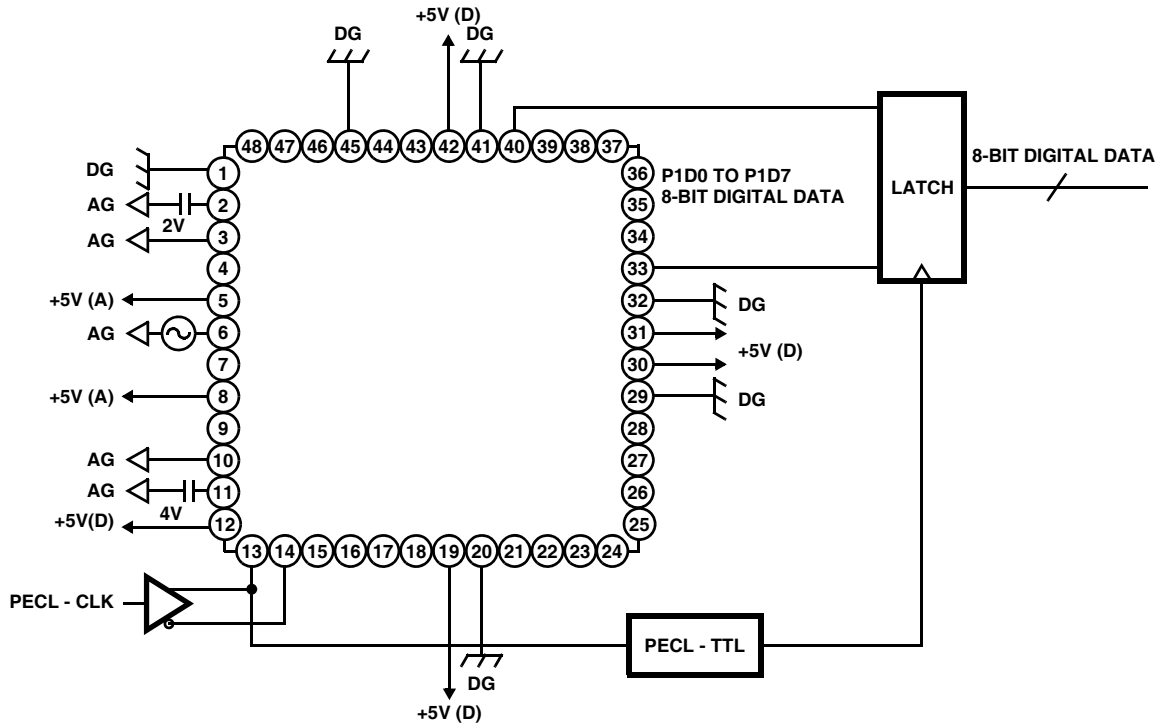 +5V (D)
DG
DG
48 47 46 45 44 43 42 41 40 39 38 37
DG
AG
2V
AG
+5V (A)
AG
+5V (A)
AG
AG
4V
+5V(D)
1
2
3
4
5
6
7
8
9
10
11
12
36
35
34
33
32
31
30
29
28
27
26
25
P1D0 TO P1D7
8-BIT DIGITAL DATA
DG
+5V (D)
DG
LATCH
8-BIT DIGITAL DATA
13 14 15 16 17 18 19 20 21 22 23 24
PECL - CLK
PECL - TTL
DG
+5V (D)